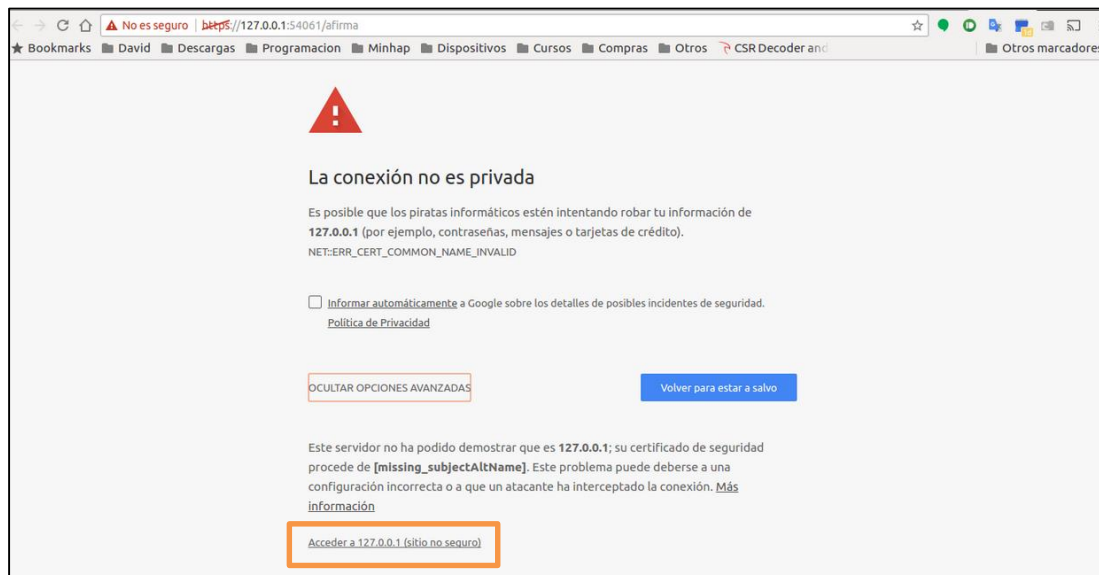 No es seguro | https://127.0.0.1:54061/afirma
Bookmarks David Descargas Programacion Minhap Dispositivos Cursos Compras Otros CSR Decoder and Otros marcadores
La conexión no es privada
Es posible que los piratas informáticos estén intentando robar tu información de
127.0.0.1 (por ejemplo, contraseñas, mensajes o tarjetas de crédito).
NET::ERR_CERT_COMMON_NAME_INVALID
Informar automáticamente a Google sobre los detalles de posibles incidentes de seguridad.
Política de Privacidad
OCULTAR OPCIONES AVANZADAS Volver para estar a salvo
Este servidor no ha podido demostrar que es 127.0.0.1; su certificado de seguridad
procede de [missing_subjectAltName]. Este problema puede deberse a una
configuración incorrecta o a que un atacante ha interceptado la conexión. Más
información
Acceder a 127.0.0.1 (sitio no seguro)